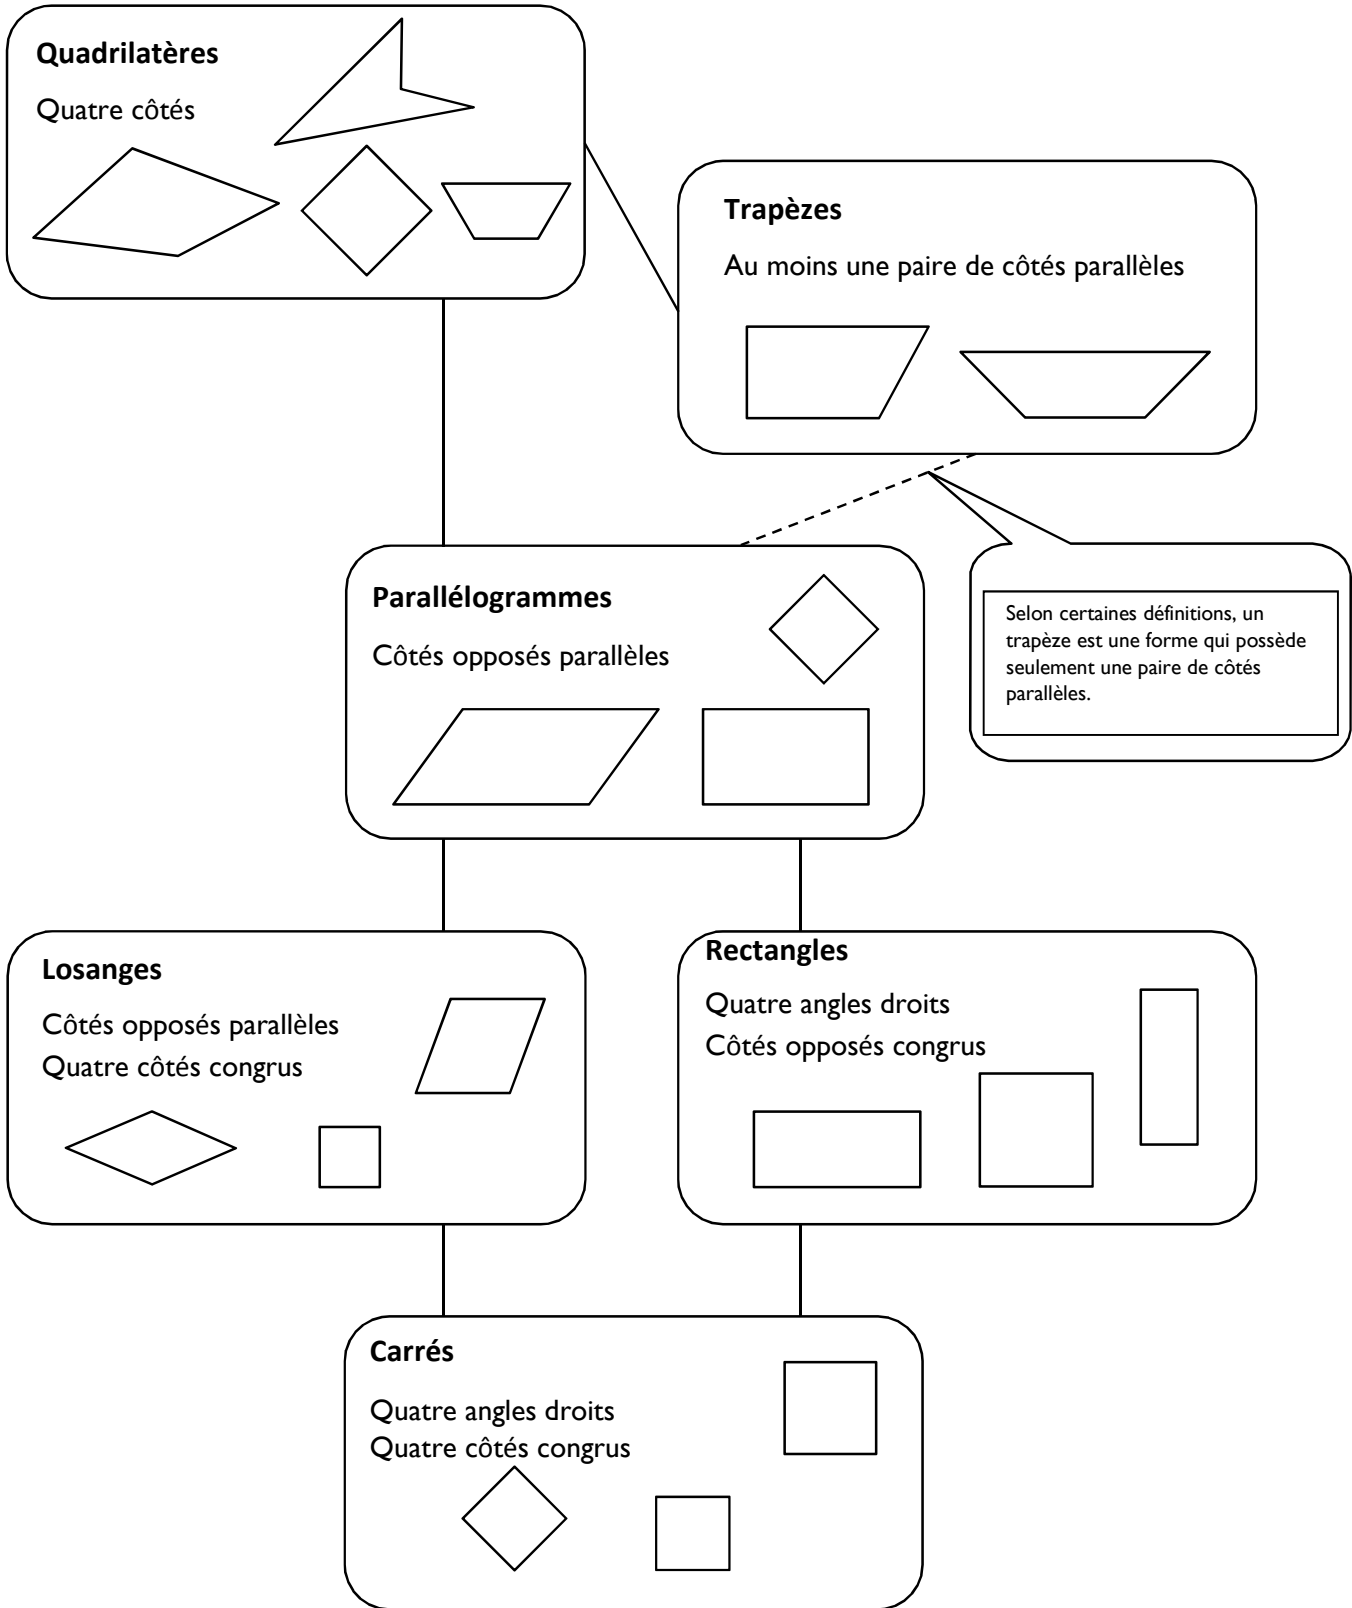 Quadrilatères
Quatre côtés
Trapèzes
Au moins une paire de côtés parallèles
Parallélogrammes
Côtés opposés parallèles
Selon certaines définitions, un
trapèze est une forme qui possède
seulement une paire de côtés
parallèles.
Losanges
Côtés opposés parallèles
Quatre côtés congrus
Rectangles
Quatre angles droits
Côtés opposés congrus
Carrés
Quatre angles droits
Quatre côtés congrus